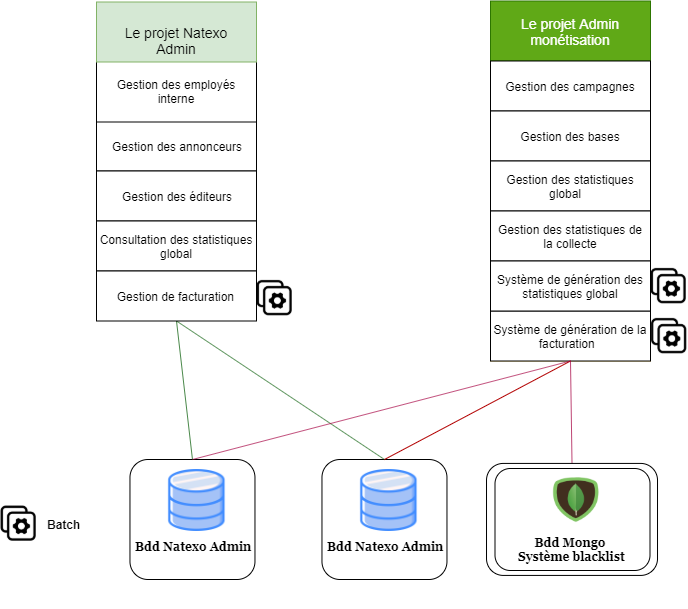 Le projet Natexo
Admin
Gestion des employés
interne
Gestion des annonceurs
Gestion des éditeurs
Consultation des statistiques
global
Gestion de facturation
Le projet Admin
monétisation
Gestion des campagnes
Gestion des bases
Gestion des statistiques
global
Gestion des statistiques de
la collecte
Système de génération des
statistiques global
Système de génération de la
facturation
Batch
Bdd Natexo Admin
Bdd Natexo Admin
Bdd Mongo
Système blacklist